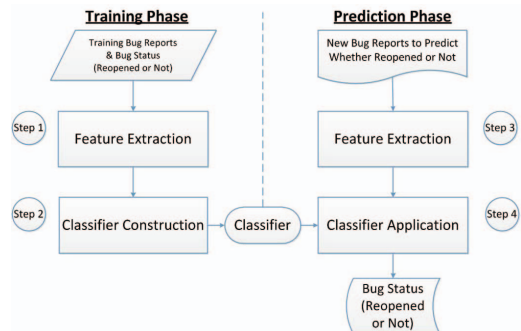 Training Phase
Training Bug Reports
& Bug Status
(Reopened or Not)
Step 1
Feature Extraction
Step 2
Classifier Construction
Classifier
Prediction Phase
New Bug Reports to Predict
Whether Reopened or Not
Feature Extraction
Step 3
Classifier Application
Step 4
Bug Status
(Reopened
or Not)